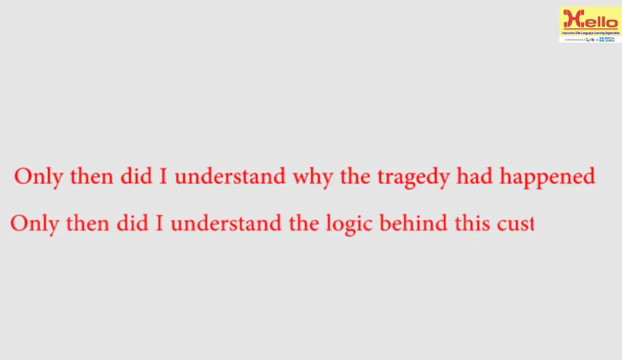 Hello
Only then did I understand why the tragedy had happened
Only then did I understand the logic behind this cust